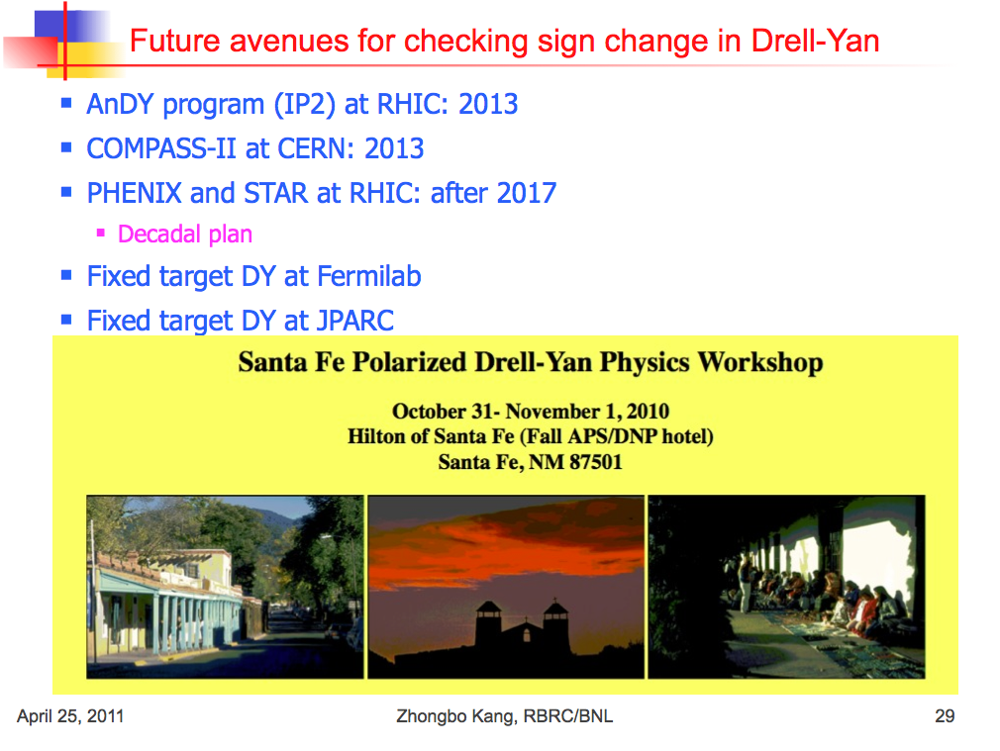 Future avenues for checking sign change in Drell-Yan
AnDY program (IP2) at RHIC: 2013
COMPASS-II at CERN: 2013
PHENIX and STAR at RHIC: after 2017
Decadal plan
Fixed target DY at Fermilab
Fixed target DY at JPARC
Santa Fe Polarized Drell-Yan Physics Workshop
October 31- November 1, 2010
Hilton of Santa Fe (Fall APS/DNP hotel)
Santa Fe, NM 87501
April 25, 2011
Zhongbo Kang, RBRC/BNL
29